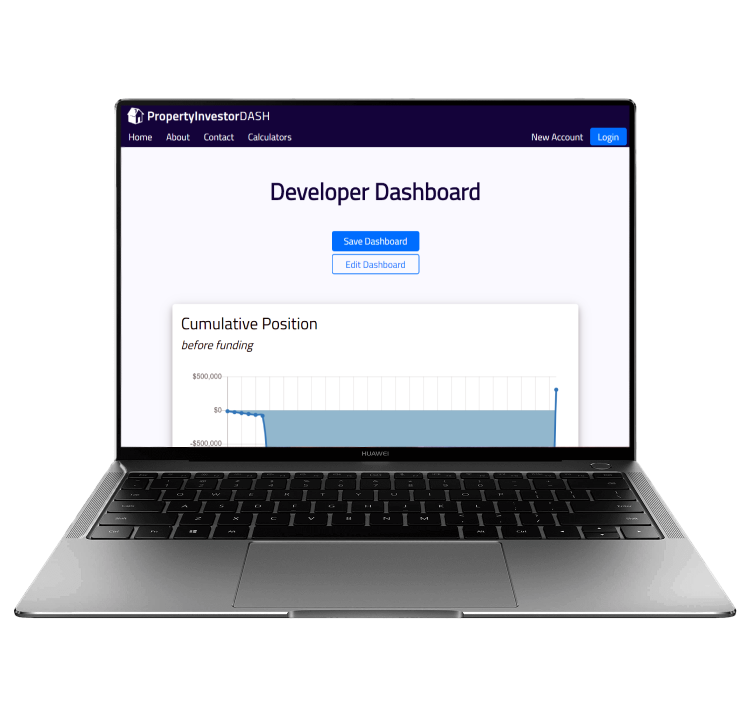 PropertyInvestorDASH
Home About Contact Calculators New Account Login
Developer Dashboard
Save Dashboard
Edit Dashboard
Cumulative Position
before funding
$500,000
$0
-$500,000
HUAWEI
Q W E R T Y U I O P
A S D F G H J K L
Z X C V B N M